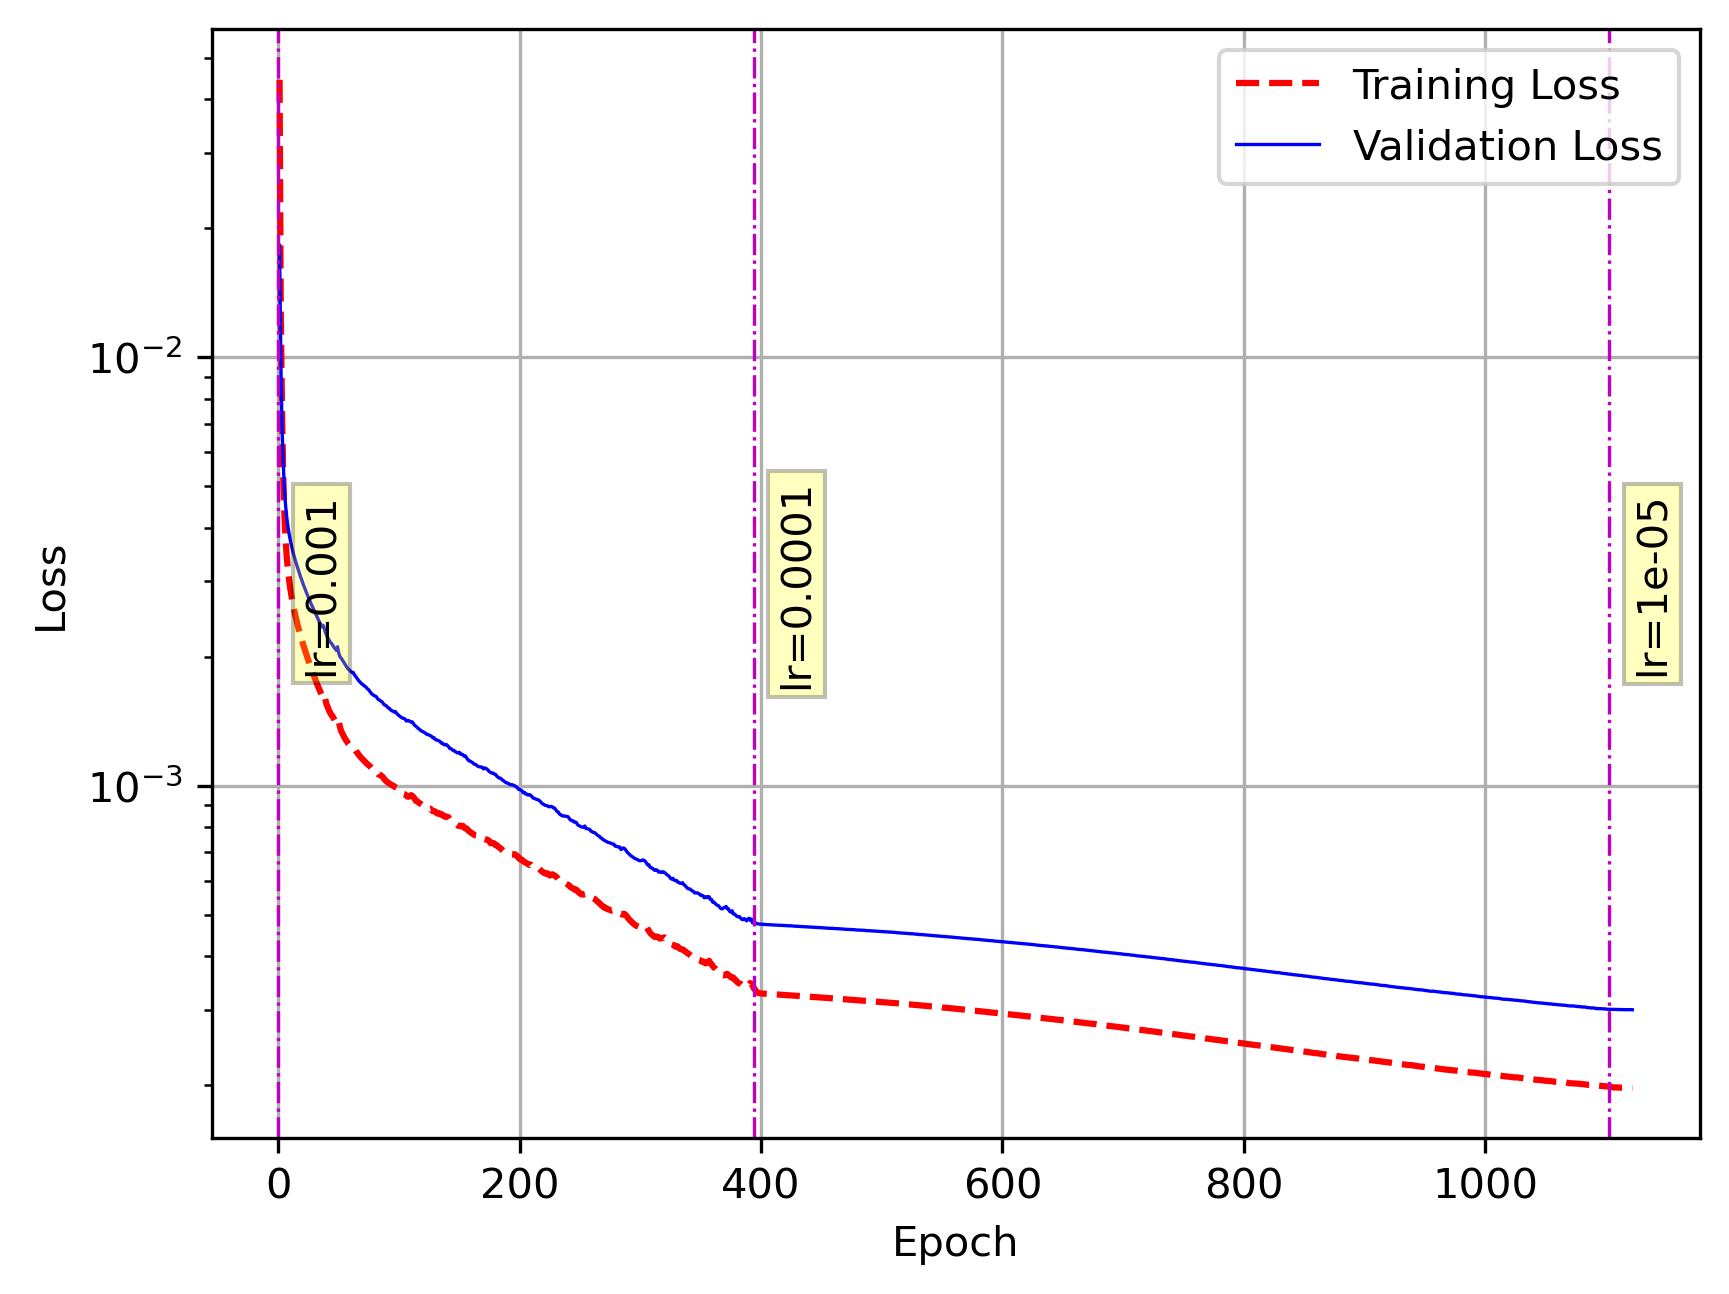 Training Loss
Validation Loss
Loss
10⁻²
10⁻³
lr=0.001
lr=0.0001
lr=1e-05
0 200 400 600 800 1000
Epoch